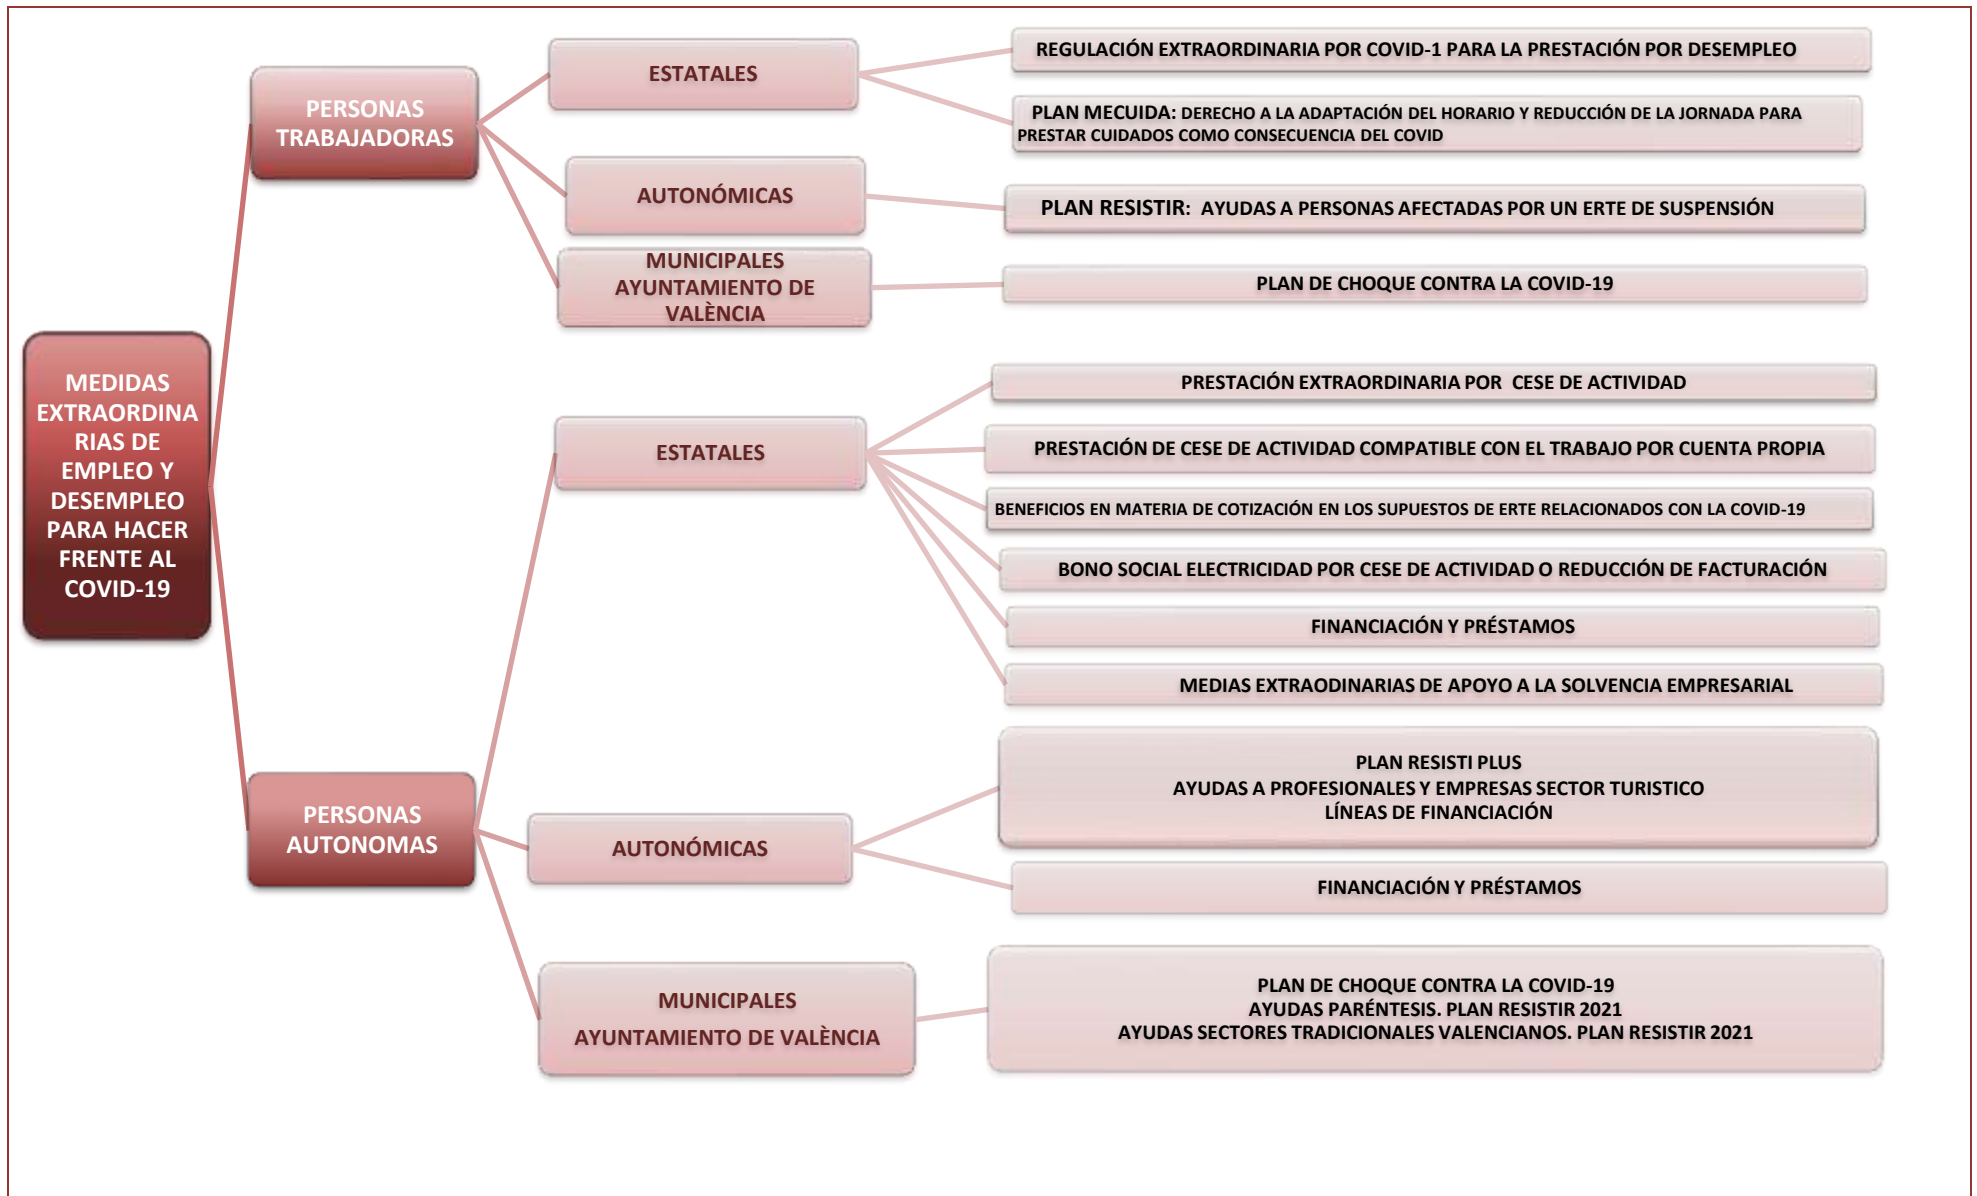 MEDIDAS
EXTRAORDINA
RIAS DE
EMPLEO Y
DESEMPLEO
PARA HACER
FRENTE AL
COVID-19
PERSONAS
TRABAJADORAS
ESTATALES
REGULACIÓN EXTRAORDINARIA POR COVID-1 PARA LA PRESTACIÓN POR DESEMPLEO
PLAN MECUIDA: DERECHO A LA ADAPTACIÓN DEL HORARIO Y REDUCCIÓN DE LA JORNADA PARA
PRESTAR CUIDADOS COMO CONSECUENCIA DEL COVID
AUTONÓMICAS
PLAN RESISTIR: AYUDAS A PERSONAS AFECTADAS POR UN ERTE DE SUSPENSIÓN
MUNICIPALES
AYUNTAMIENTO DE
VALÈNCIA
PLAN DE CHOQUE CONTRA LA COVID-19
PERSONAS
AUTONOMAS
ESTATALES
PRESTACIÓN EXTRAORDINARIA POR CESE DE ACTIVIDAD
PRESTACIÓN DE CESE DE ACTIVIDAD COMPATIBLE CON EL TRABAJO POR CUENTA PROPIA
BENEFICIOS EN MATERIA DE COTIZACIÓN EN LOS SUPUESTOS DE ERTE RELACIONADOS CON LA COVID-19
BONO SOCIAL ELECTRICIDAD POR CESE DE ACTIVIDAD O REDUCCIÓN DE FACTURACIÓN
FINANCIACIÓN Y PRÉSTAMOS
MEDIAS EXTRAODINARIAS DE APOYO A LA SOLVENCIA EMPRESARIAL
AUTONÓMICAS
PLAN RESISTI PLUS
AYUDAS A PROFESIONALES Y EMPRESAS SECTOR TURISTICO
LÍNEAS DE FINANCIACIÓN
FINANCIACIÓN Y PRÉSTAMOS
MUNICIPALES
AYUNTAMIENTO DE VALÈNCIA
PLAN DE CHOQUE CONTRA LA COVID-19
AYUDAS PARÉNTESIS. PLAN RESISTIR 2021
AYUDAS SECTORES TRADICIONALES VALENCIANOS. PLAN RESISTIR 2021